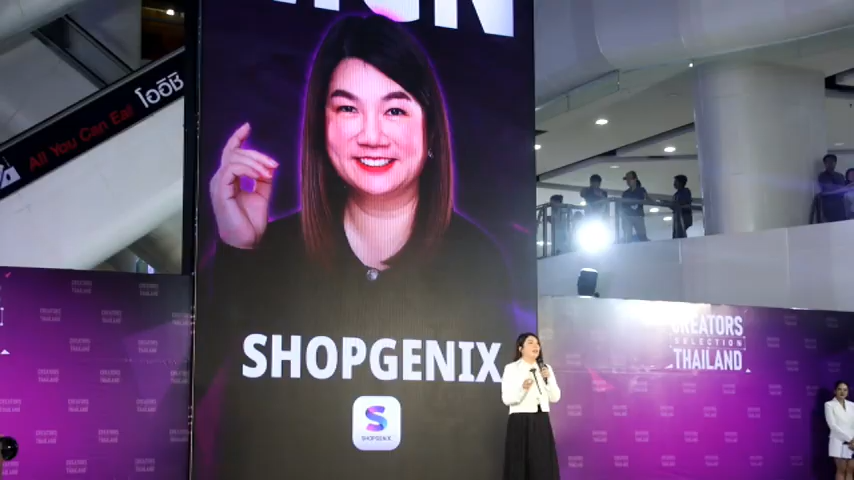 All You Can Eat โออิชิ
SHOPGENIX
S
SHOPGENIX
CREATORS
SELECTION
THAILAND